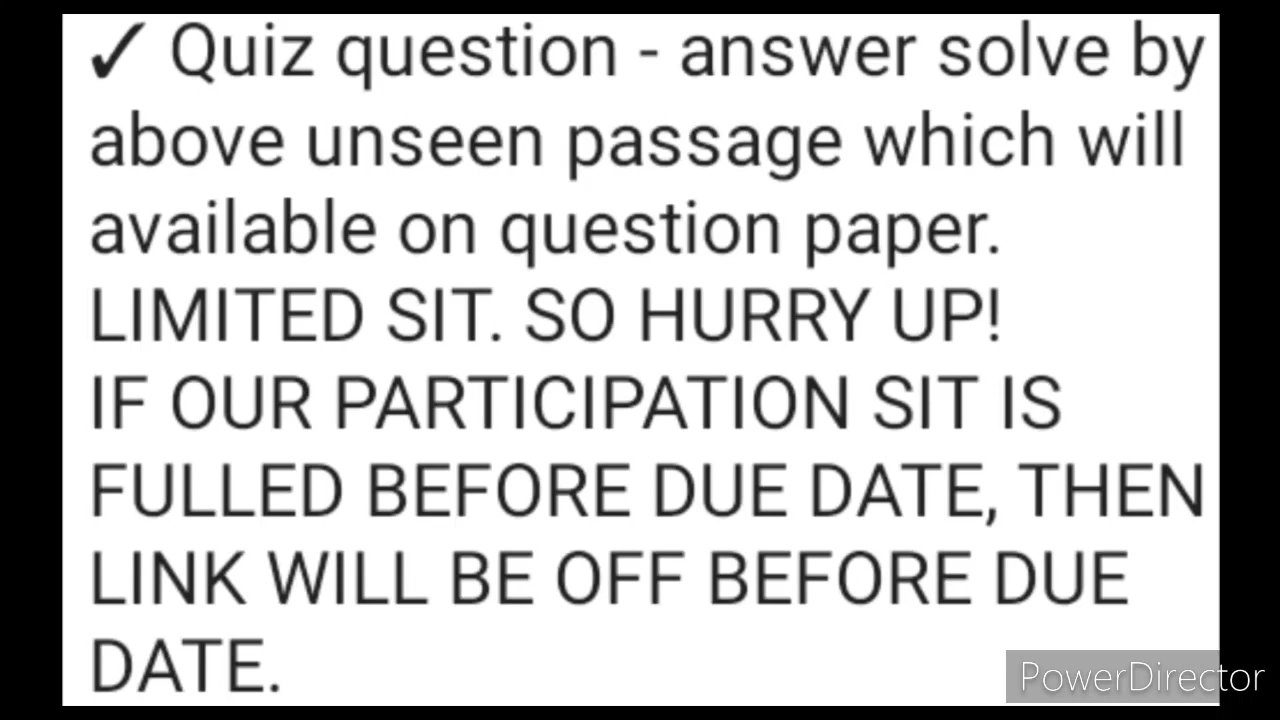 ✓ Quiz question - answer solve by
above unseen passage which will
available on question paper.
LIMITED SIT. SO HURRY UP!
IF OUR PARTICIPATION SIT IS
FULLED BEFORE DUE DATE, THEN
LINK WILL BE OFF BEFORE DUE
DATE.
PowerDirector